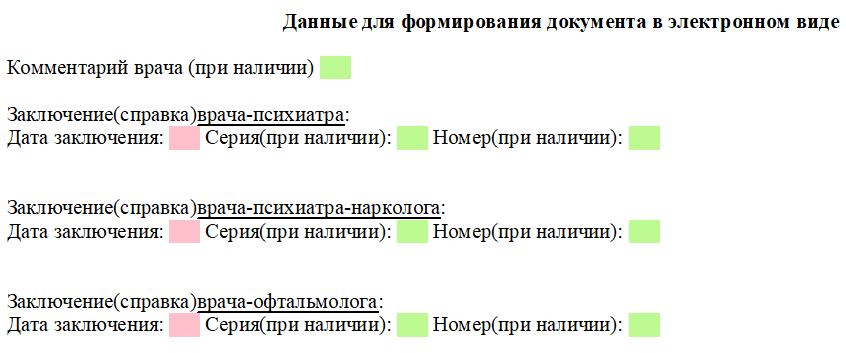 Данные для формирования документа в электронном виде
Комментарий врача (при наличии)
Заключение(справка)врача-психиатра:
Дата заключения: Серия(при наличии): Номер(при наличии):
Заключение(справка)врача-психиатра-нарколога:
Дата заключения: Серия(при наличии): Номер(при наличии):
Заключение(справка)врача-офтальмолога:
Дата заключения: Серия(при наличии): Номер(при наличии):